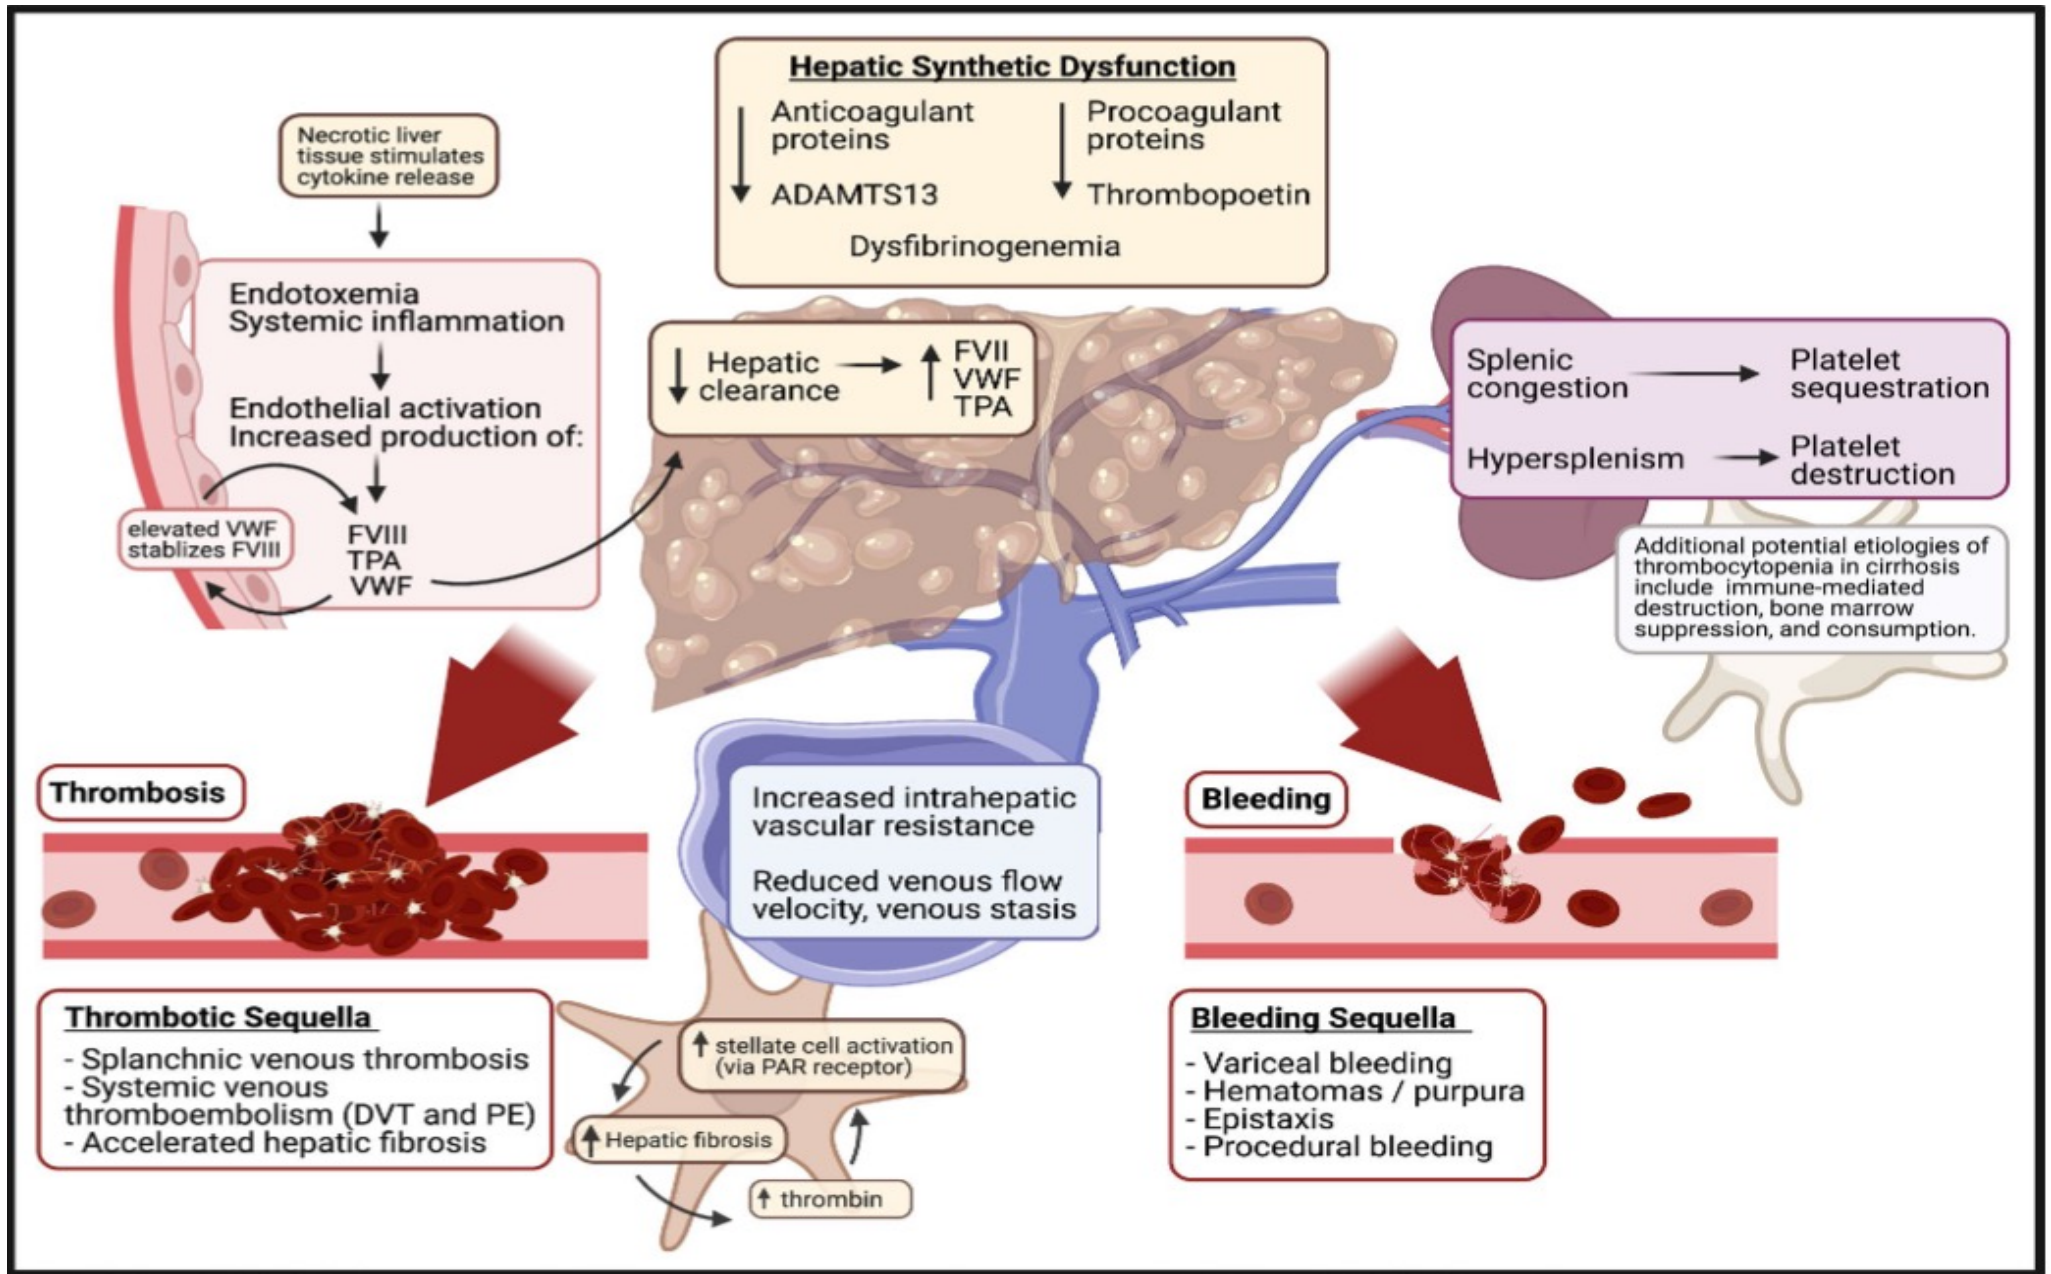 Hepatic Synthetic Dysfunction
Anticoagulant
proteins
ADAMTS13
Procoagulant
proteins
Thrombopoetin
Dysfibrinogenemia
Necrotic liver
tissue stimulates
cytokine release
Endotoxemia
Systemic inflammation
Endothelial activation
Increased production of:
FVIII
TPA
VWF
elevated VWF
stablizes FVIII
Hepatic
clearance
FVII
VWF
TPA
Splenic
congestion
Platelet
sequestration
Hypersplenism
Platelet
destruction
Additional potential etiologies of
thrombocytopenia in cirrhosis
include immune-mediated
destruction, bone marrow
suppression, and consumption.
Thrombosis
Increased intrahepatic
vascular resistance
Reduced venous flow
velocity, venous stasis
Bleeding
Thrombotic Sequella
- Splanchnic venous thrombosis
- Systemic venous
thromboembolism (DVT and PE)
- Accelerated hepatic fibrosis
stellate cell activation
(via PAR receptor)
Hepatic fibrosis
thrombin
Bleeding Sequella
- Variceal bleeding
- Hematomas / purpura
- Epistaxis
- Procedural bleeding